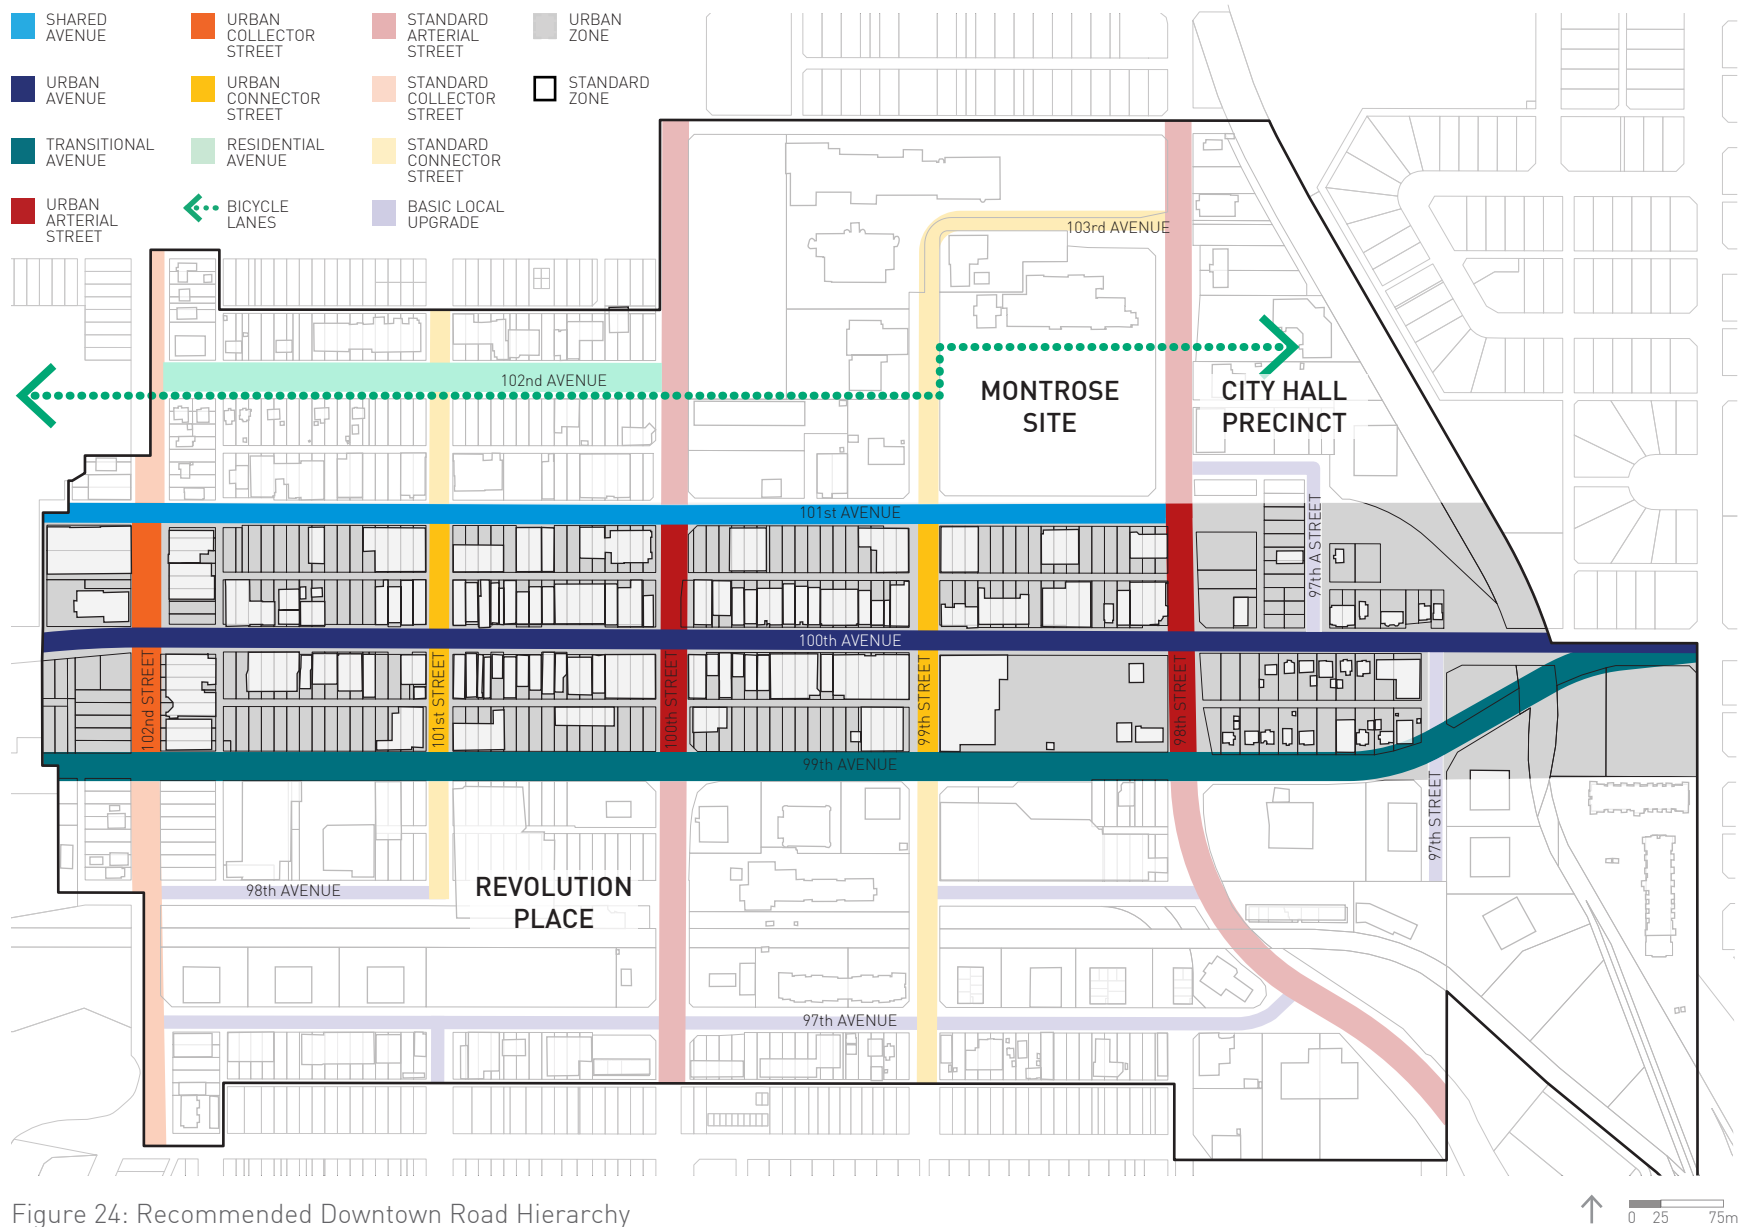 SHARED
AVENUE
URBAN
AVENUE
TRANSITIONAL
AVENUE
URBAN
ARTERIAL
STREET
URBAN
COLLECTOR
STREET
URBAN
CONNECTOR
STREET
RESIDENTIAL
AVENUE
BICYCLE
LANES
STANDARD
ARTERIAL
STREET
STANDARD
COLLECTOR
STREET
STANDARD
CONNECTOR
STREET
BASIC LOCAL
UPGRADE
URBAN
ZONE
STANDARD
ZONE
103rd AVENUE
102nd AVENUE
MONTROSE
SITE
CITY HALL
PRECINCT
101st AVENUE
97th A STREET
100th AVENUE
102nd STREET
101st STREET
100th STREET
99th STREET
98th STREET
99th AVENUE
97th STREET
98th AVENUE
REVOLUTION
PLACE
97th AVENUE
Figure 24: Recommended Downtown Road Hierarchy
0 25 75m